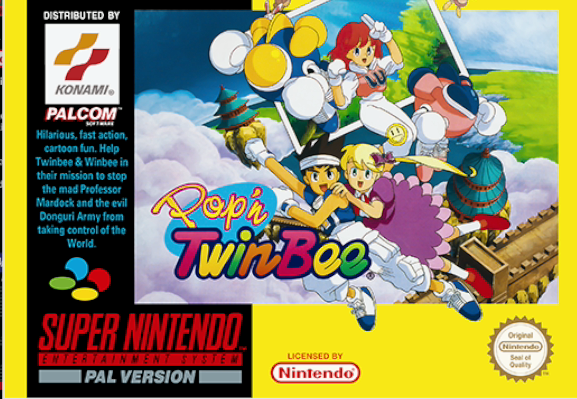 DISTRIBUTED BY
KONAMI®
PALCOM™
SOFTWARE
Hilarious, fast action,
cartoon fun. Help
Twinbee & Winbee in
their mission to stop
the mad Professor
Mardock and the evil
Donguri Army from
taking control of the
World.
Pop'n
TwinBee®
SUPER NINTENDO™
ENTERTAINMENT SYSTEM
PAL VERSION
LICENSED BY
Nintendo®
Original
Nintendo
Seal of
Quality